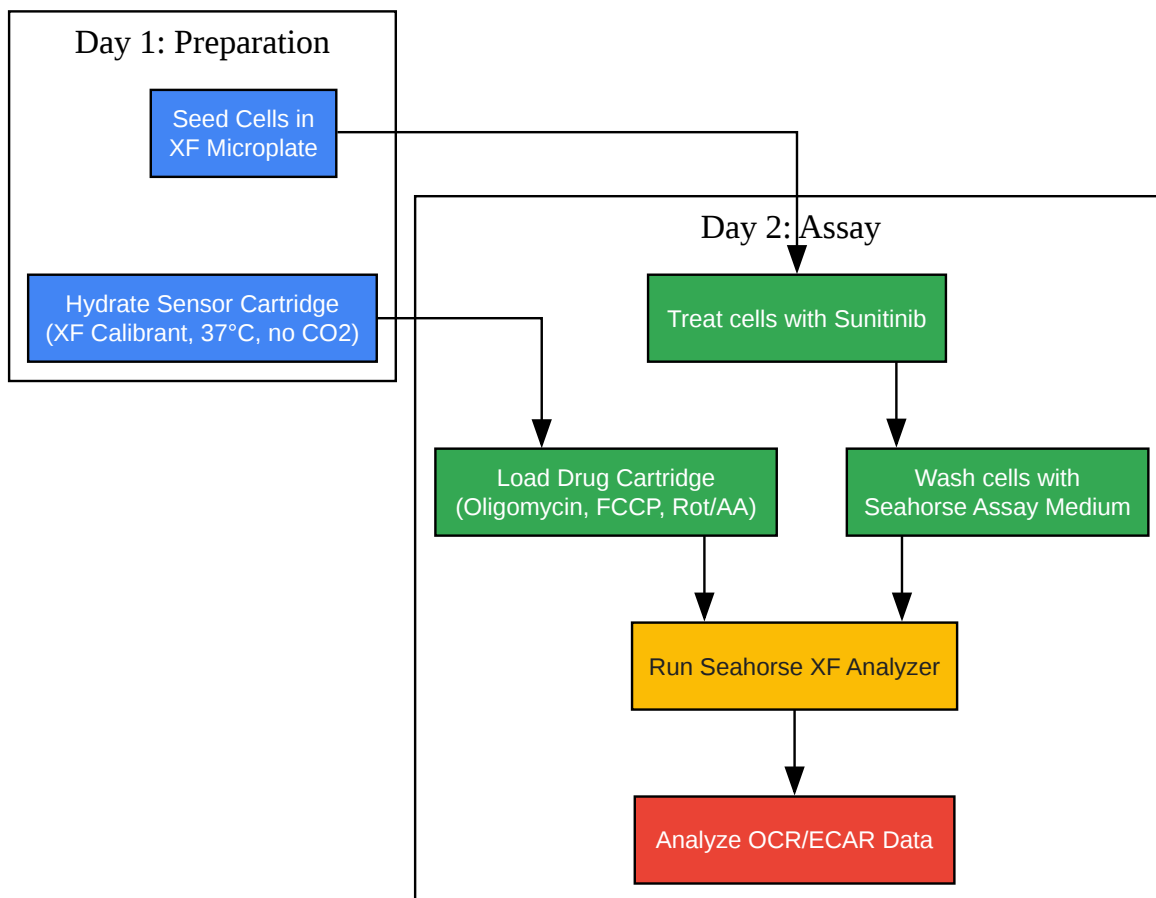 Day 1: Preparation
Seed Cells in
XF Microplate
Hydrate Sensor Cartridge
(XF Calibrant, 37°C, no CO2)
Day 2: Assay
Treat cells with Sunitinib
Load Drug Cartridge
(Oligomycin, FCCP, Rot/AA)
Wash cells with
Seahorse Assay Medium
Run Seahorse XF Analyzer
Analyze OCR/ECAR Data